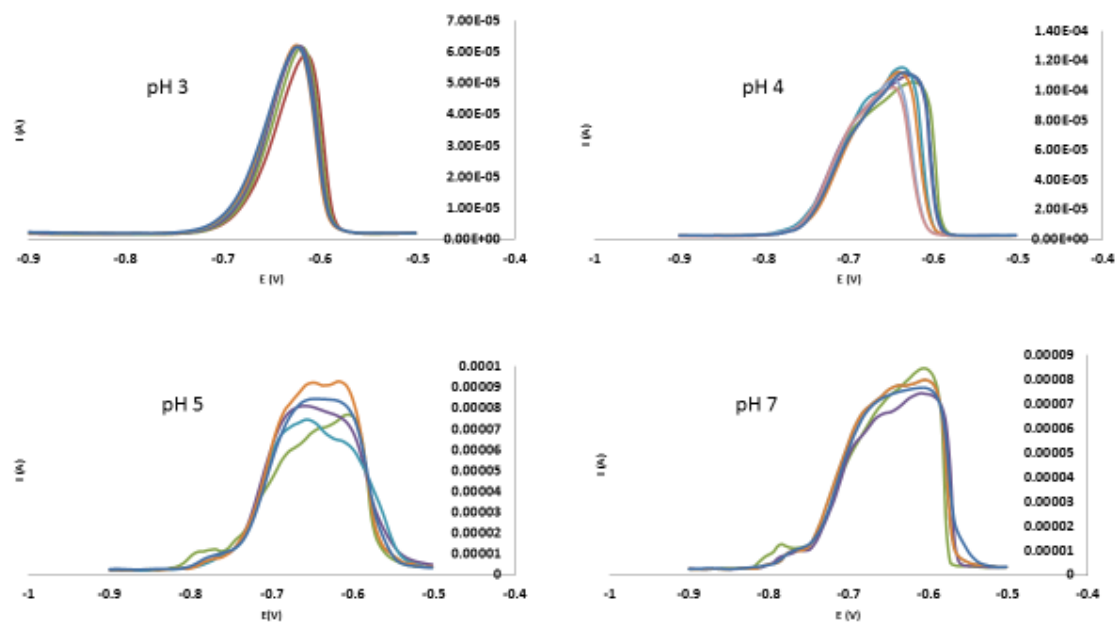 7.00E-05
6.00E-05
5.00E-05
4.00E-05
3.00E-05
2.00E-05
1.00E-05
0.00E+00
pH 3
I (A)
-0.9 -0.8 -0.7 -0.6 -0.5 -0.4
E (V)
1.40E-04
1.20E-04
1.00E-04
8.00E-05
6.00E-05
4.00E-05
2.00E-05
0.00E+00
pH 4
I (A)
-1 -0.9 -0.8 -0.7 -0.6 -0.5 -0.4
E (V)
0.0001
0.00009
0.00008
0.00007
0.00006
0.00005
0.00004
0.00003
0.00002
0.00001
0
pH 5
I (A)
-1 -0.9 -0.8 -0.7 -0.6 -0.5 -0.4
E(V)
0.00009
0.00008
0.00007
0.00006
0.00005
0.00004
0.00003
0.00002
0.00001
0
pH 7
I (A)
-1 -0.9 -0.8 -0.7 -0.6 -0.5 -0.4
E (V)